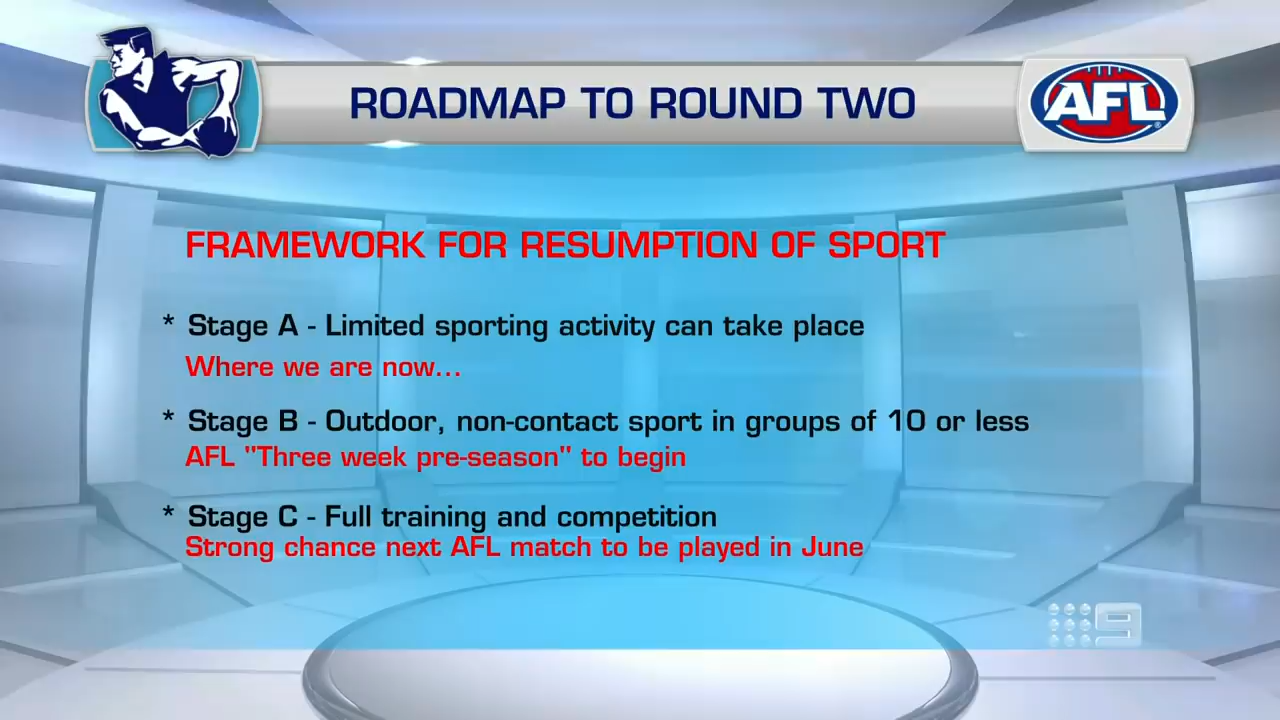 ROADMAP TO ROUND TWO
AFL
FRAMEWORK FOR RESUMPTION OF SPORT
* Stage A - Limited sporting activity can take place
Where we are now...
* Stage B - Outdoor, non-contact sport in groups of 10 or less
AFL "Three week pre-season" to begin
* Stage C - Full training and competition
Strong chance next AFL match to be played in June
9